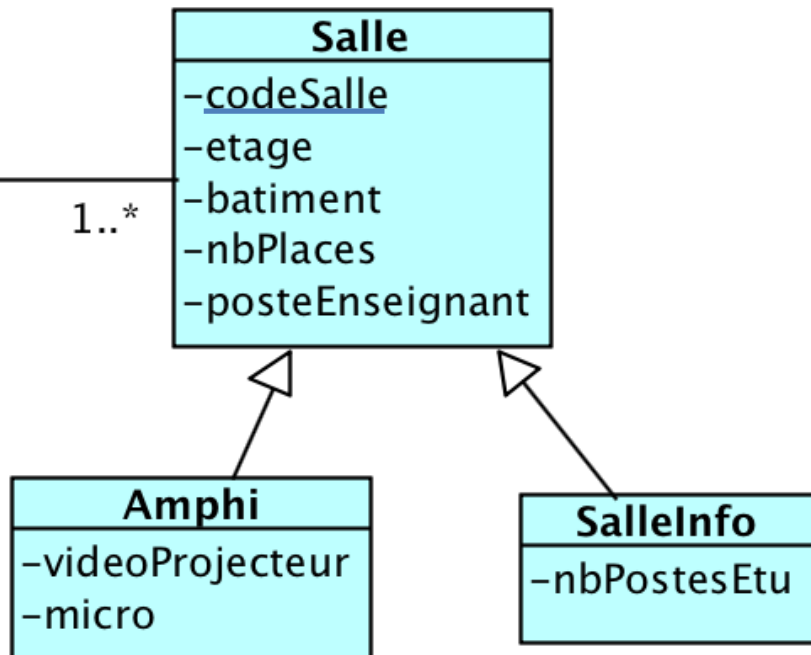 Salle
-codeSalle
-etage
-batiment
-nbPlaces
-posteEnseignant
1..*
Amphi
-videoProjecteur
-micro
SalleInfo
-nbPostesEtu